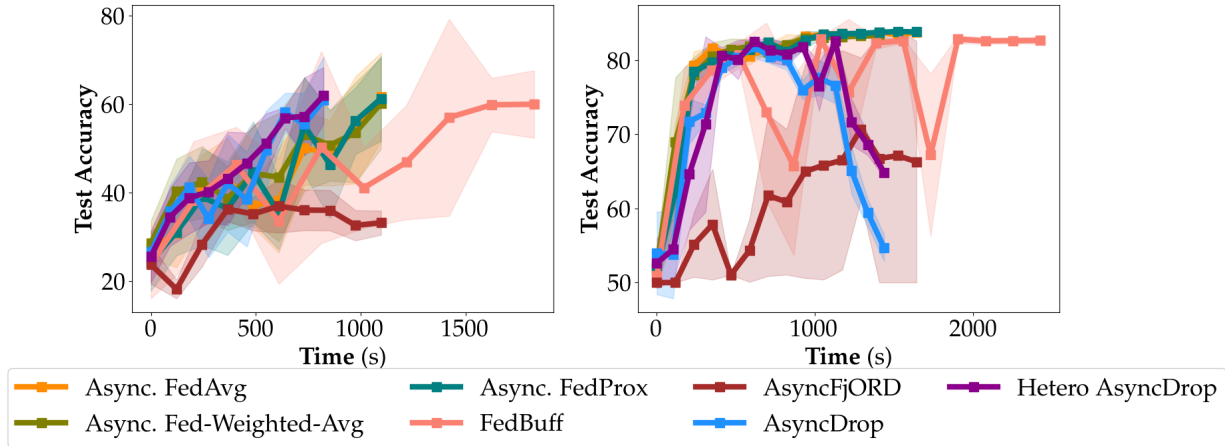 80
60
40
20
Test Accuracy
0
500
1000
1500
Time (s)
80
70
60
50
Test Accuracy
0
1000
2000
Time (s)
Async. FedAvg
Async. FedProx
AsyncFjORD
Hetero AsyncDrop
Async. Fed-Weighted-Avg
FedBuff
AsyncDrop